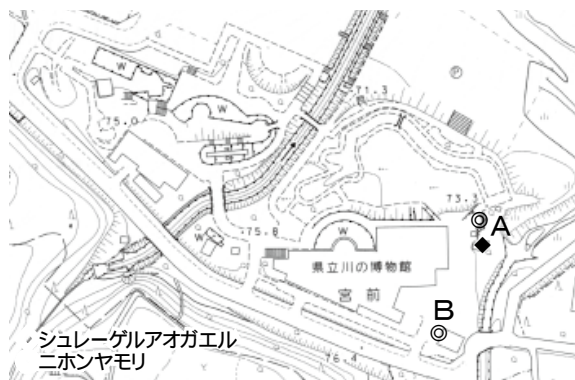 71.3
W
P
75.0
W
73.3
A
W
75.8
W
県立川の博物館
宮前
B
シュレーゲルアオガエル
ニホンヤモリ
76.4